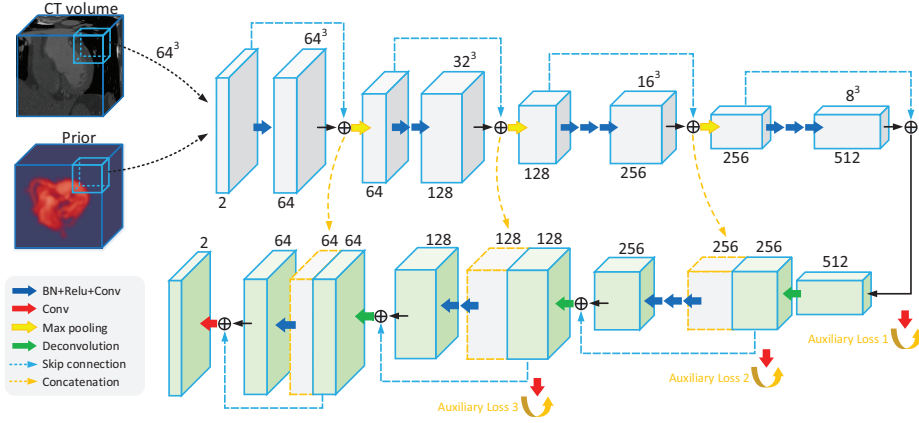 CT volume
64³
64³
32³
16³
8³
Prior
2
64
64
128
128
256
256
512
2
64
64
64
128
128
128
256
256
256
512
BN+Relu+Conv
Conv
Max pooling
Deconvolution
Skip connection
Concatenation
Auxiliary Loss 1
Auxiliary Loss 2
Auxiliary Loss 3